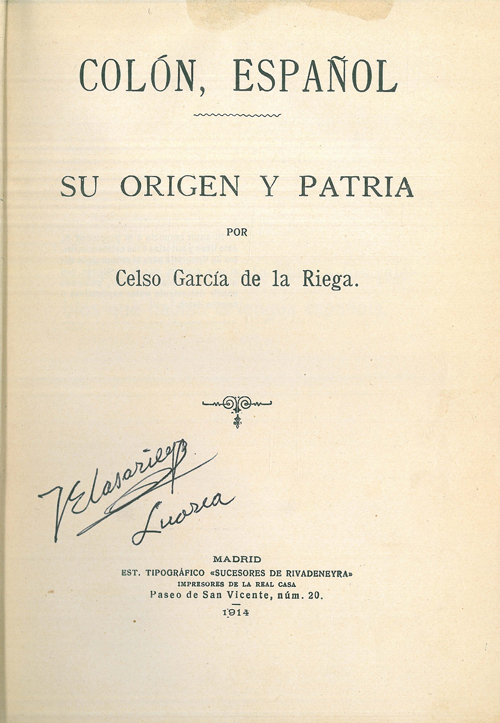 COLÓN, ESPAÑOL
SU ORIGEN Y PATRIA
POR
Celso García de la Riega.
Luarca
MADRID
EST. TIPOGRÁFICO «SUCESORES DE RIVADENEYRA»
IMPRESORES DE LA REAL CASA
Paseo de San Vicente, núm. 20.
1914